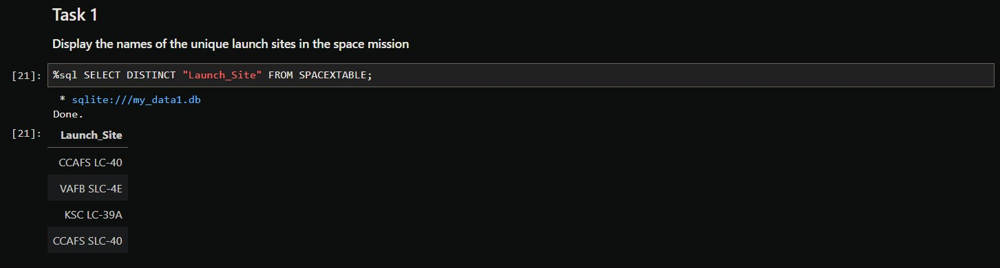 Task 1
Display the names of the unique launch sites in the space mission
[21]: %sql SELECT DISTINCT "Launch_Site" FROM SPACEXTABLE;
* sqlite:///my_data1.db
Done.
[21]: Launch_Site
CCAFS LC-40
VAFB SLC-4E
KSC LC-39A
CCAFS SLC-40